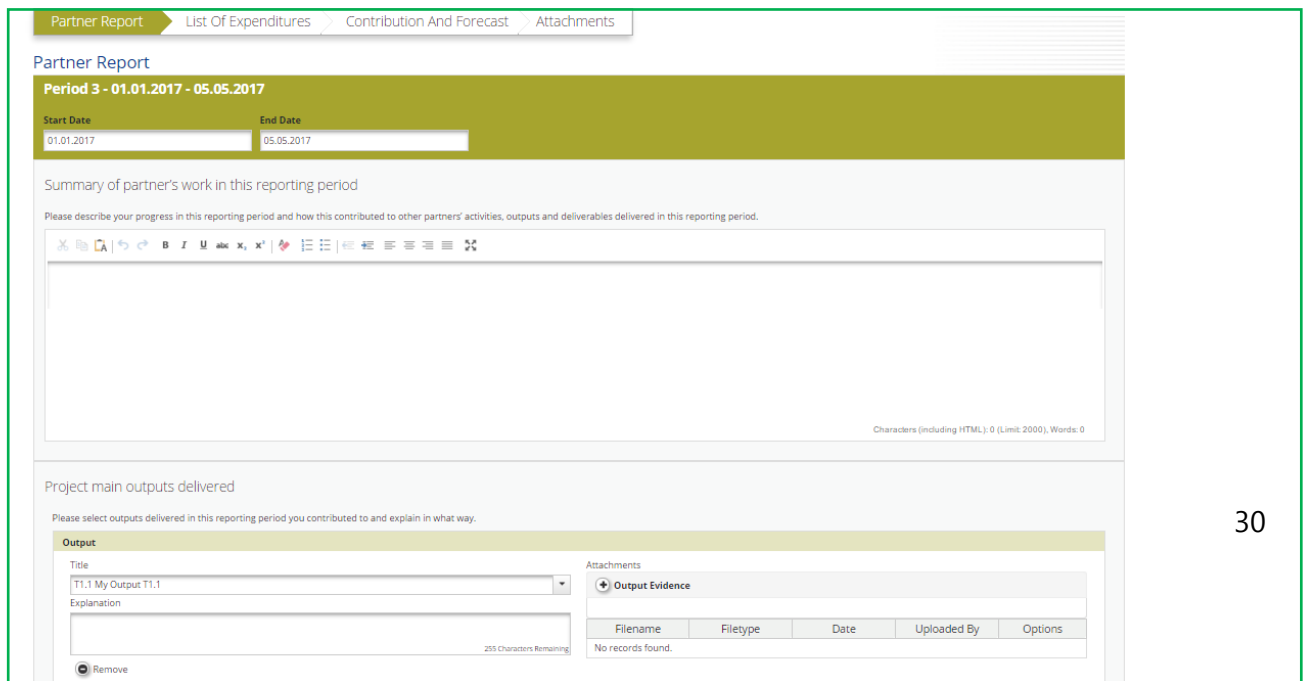 Partner Report List Of Expenditures Contribution And Forecast Attachments
Partner Report
Period 3 - 01.01.2017 - 05.05.2017
Start Date End Date
01.01.2017 05.05.2017
Summary of partner's work in this reporting period
Please describe your progress in this reporting period and how this contributed to other partners' activities, outputs and deliverables delivered in this reporting period.
B I U abc x, x²
Characters (including HTML): 0 (Limit: 2000), Words: 0
Project main outputs delivered
Please select outputs delivered in this reporting period you contributed to and explain in what way.
30
Output
Title Attachments
T1.1 My Output T1.1 Output Evidence
Explanation
Filename Filetype Date Uploaded By Options
255 Characters Remaining No records found.
Remove